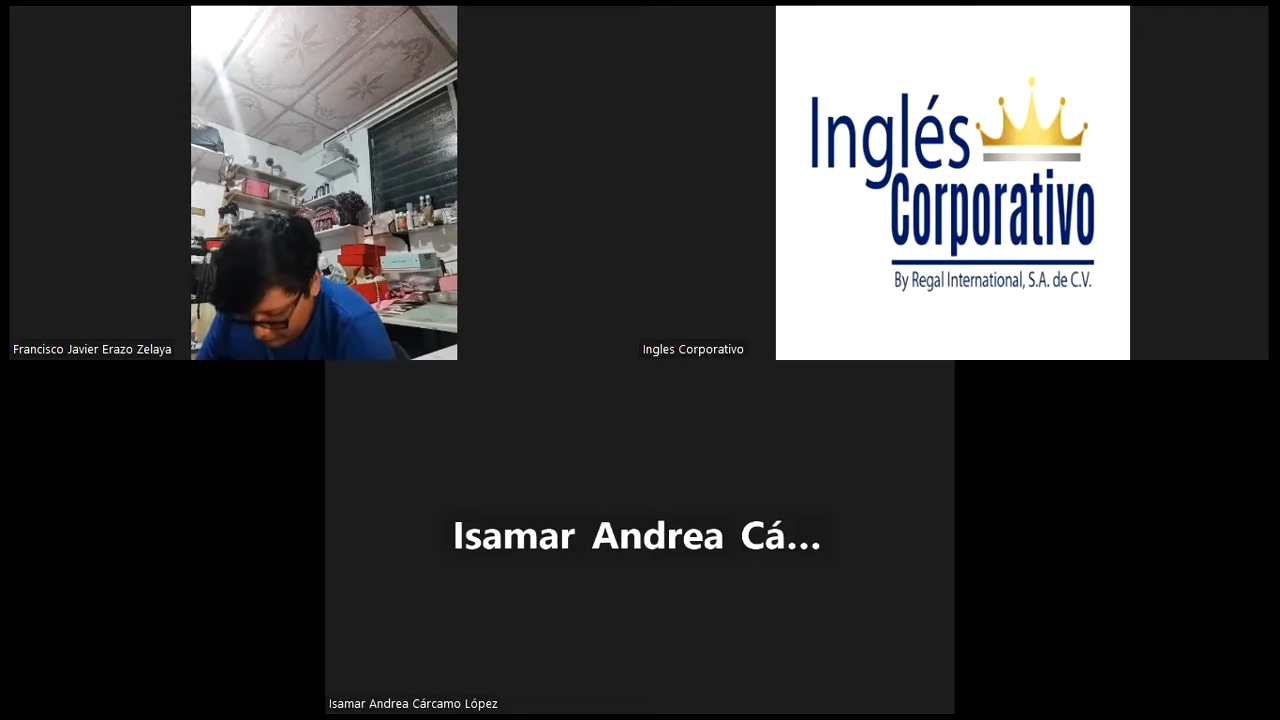 Inglés
Corporativo
By Regal International, S.A. de C.V.
Francisco Javier Erazo Zelaya
Ingles Corporativo
Isamar Andrea Cá...
Isamar Andrea Cárcamo López